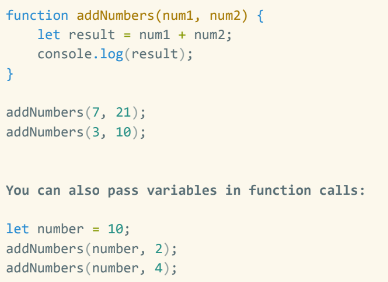 function addNumbers(num1, num2) {
    let result = num1 + num2;
    console.log(result);
}
addNumbers(7, 21);
addNumbers(3, 10);
You can also pass variables in function calls:
let number = 10;
addNumbers(number, 2);
addNumbers(number, 4);